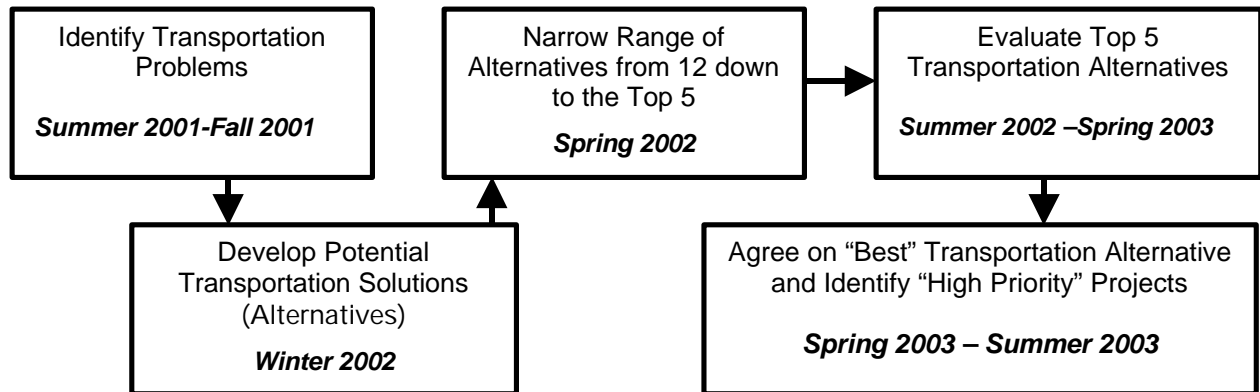 Identify Transportation
Problems
Summer 2001-Fall 2001
Develop Potential
Transportation Solutions
(Alternatives)
Winter 2002
Narrow Range of
Alternatives from 12 down
to the Top 5
Spring 2002
Evaluate Top 5
Transportation Alternatives
Summer 2002 –Spring 2003
Agree on “Best” Transportation Alternative
and Identify “High Priority” Projects
Spring 2003 – Summer 2003